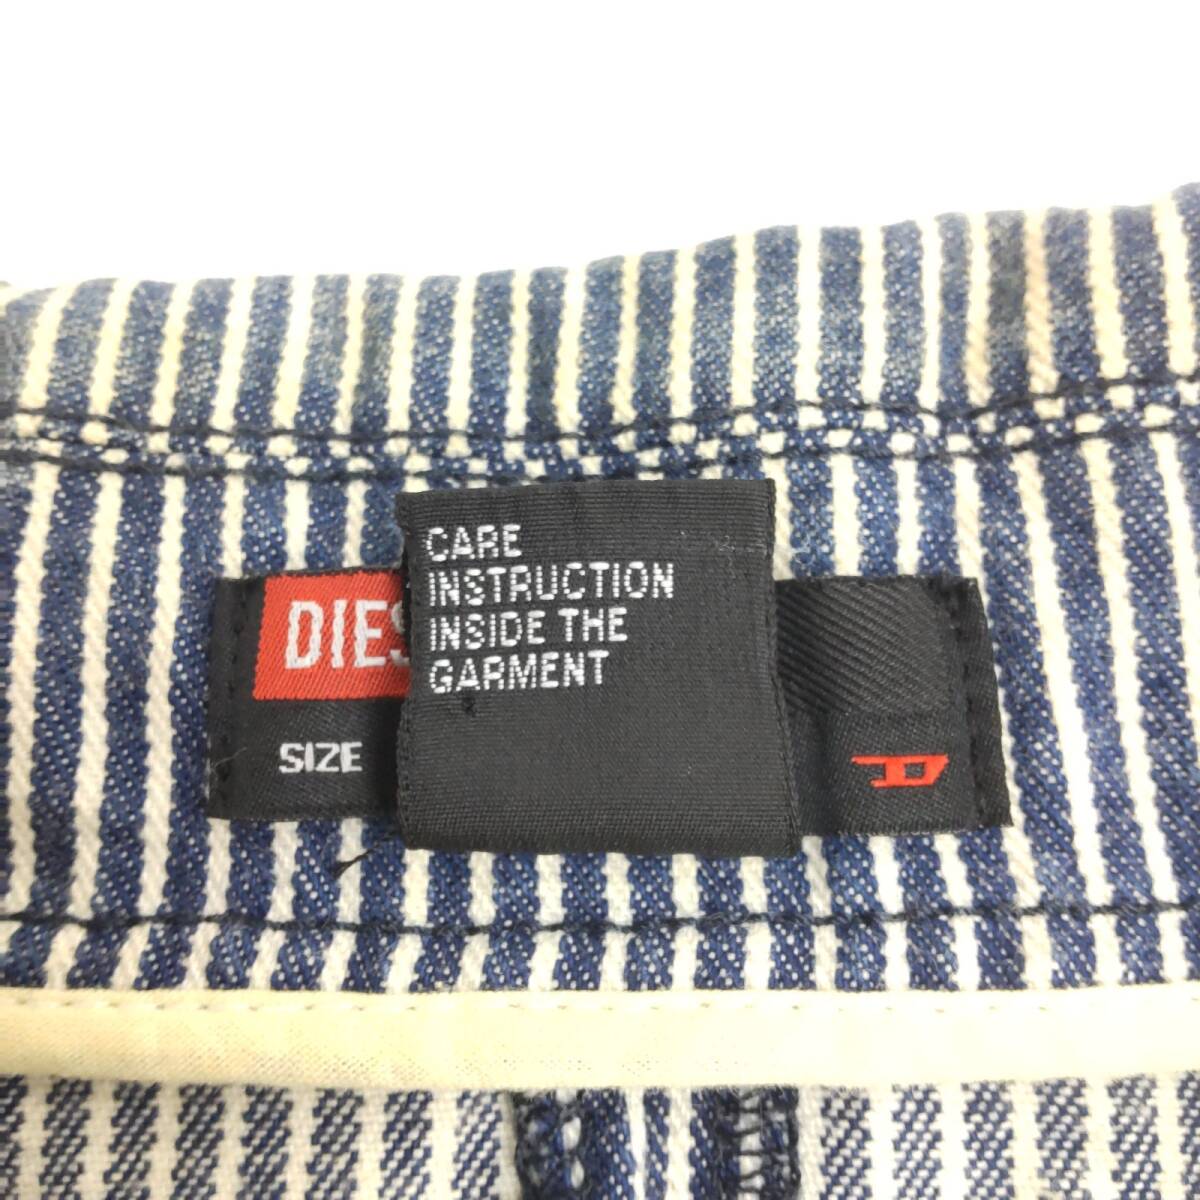 CARE
INSTRUCTION
INSIDE THE
GARMENT
DIES
SIZE